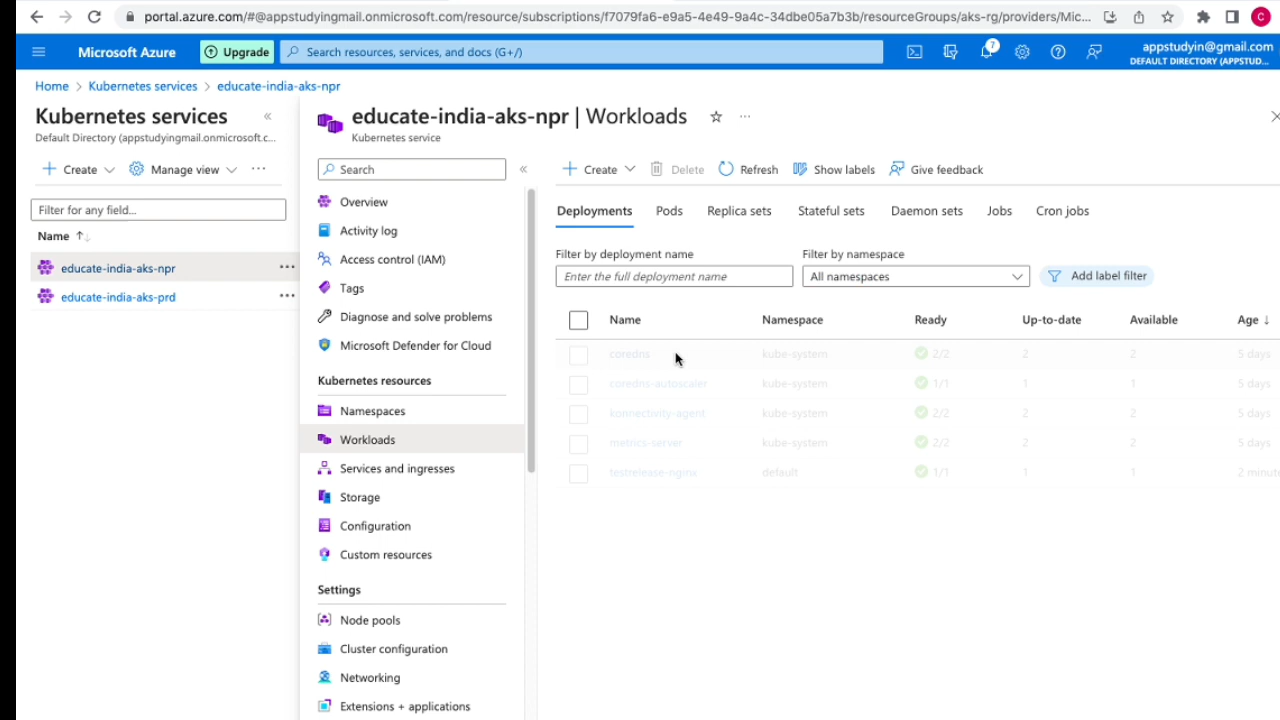 portal.azure.com/#@appstudyingmail.onmicrosoft.com/resource/subscriptions/f7079fa6-e9a5-4e49-9a4c-34dbe05a7b3b/resourceGroups/aks-rg/providers/Mic...
C
Microsoft Azure
Upgrade
Search resources, services, and docs (G+/)
7
appstudyin@gmail.com
DEFAULT DIRECTORY (APPSTUD...
Home > Kubernetes services > educate-india-aks-npr
Kubernetes services
«
Default Directory (appstudyingmail.onmicrosoft.c...
Create
Manage view
...
Filter for any field...
Name ↑↓
educate-india-aks-npr
...
educate-india-aks-prd
...
educate-india-aks-npr | Workloads
...
Kubernetes service
Search
«
Overview
Activity log
Access control (IAM)
Tags
Diagnose and solve problems
Microsoft Defender for Cloud
Kubernetes resources
Namespaces
Workloads
Services and ingresses
Storage
Configuration
Custom resources
Settings
Node pools
Cluster configuration
Networking
Extensions + applications
Create
Delete
Refresh
Show labels
Give feedback
Deployments Pods Replica sets Stateful sets Daemon sets Jobs Cron jobs
Filter by deployment name
Enter the full deployment name
Filter by namespace
All namespaces
Add label filter
Name Namespace Ready Up-to-date Available Age ↓
coredns kube-system 2/2 2 2 5 days
coredns-autoscaler kube-system 1/1 1 1 5 days
konnectivity-agent kube-system 2/2 2 2 5 days
metrics-server kube-system 2/2 2 2 5 days
testrelease-nginx default 1/1 1 1 2 minute